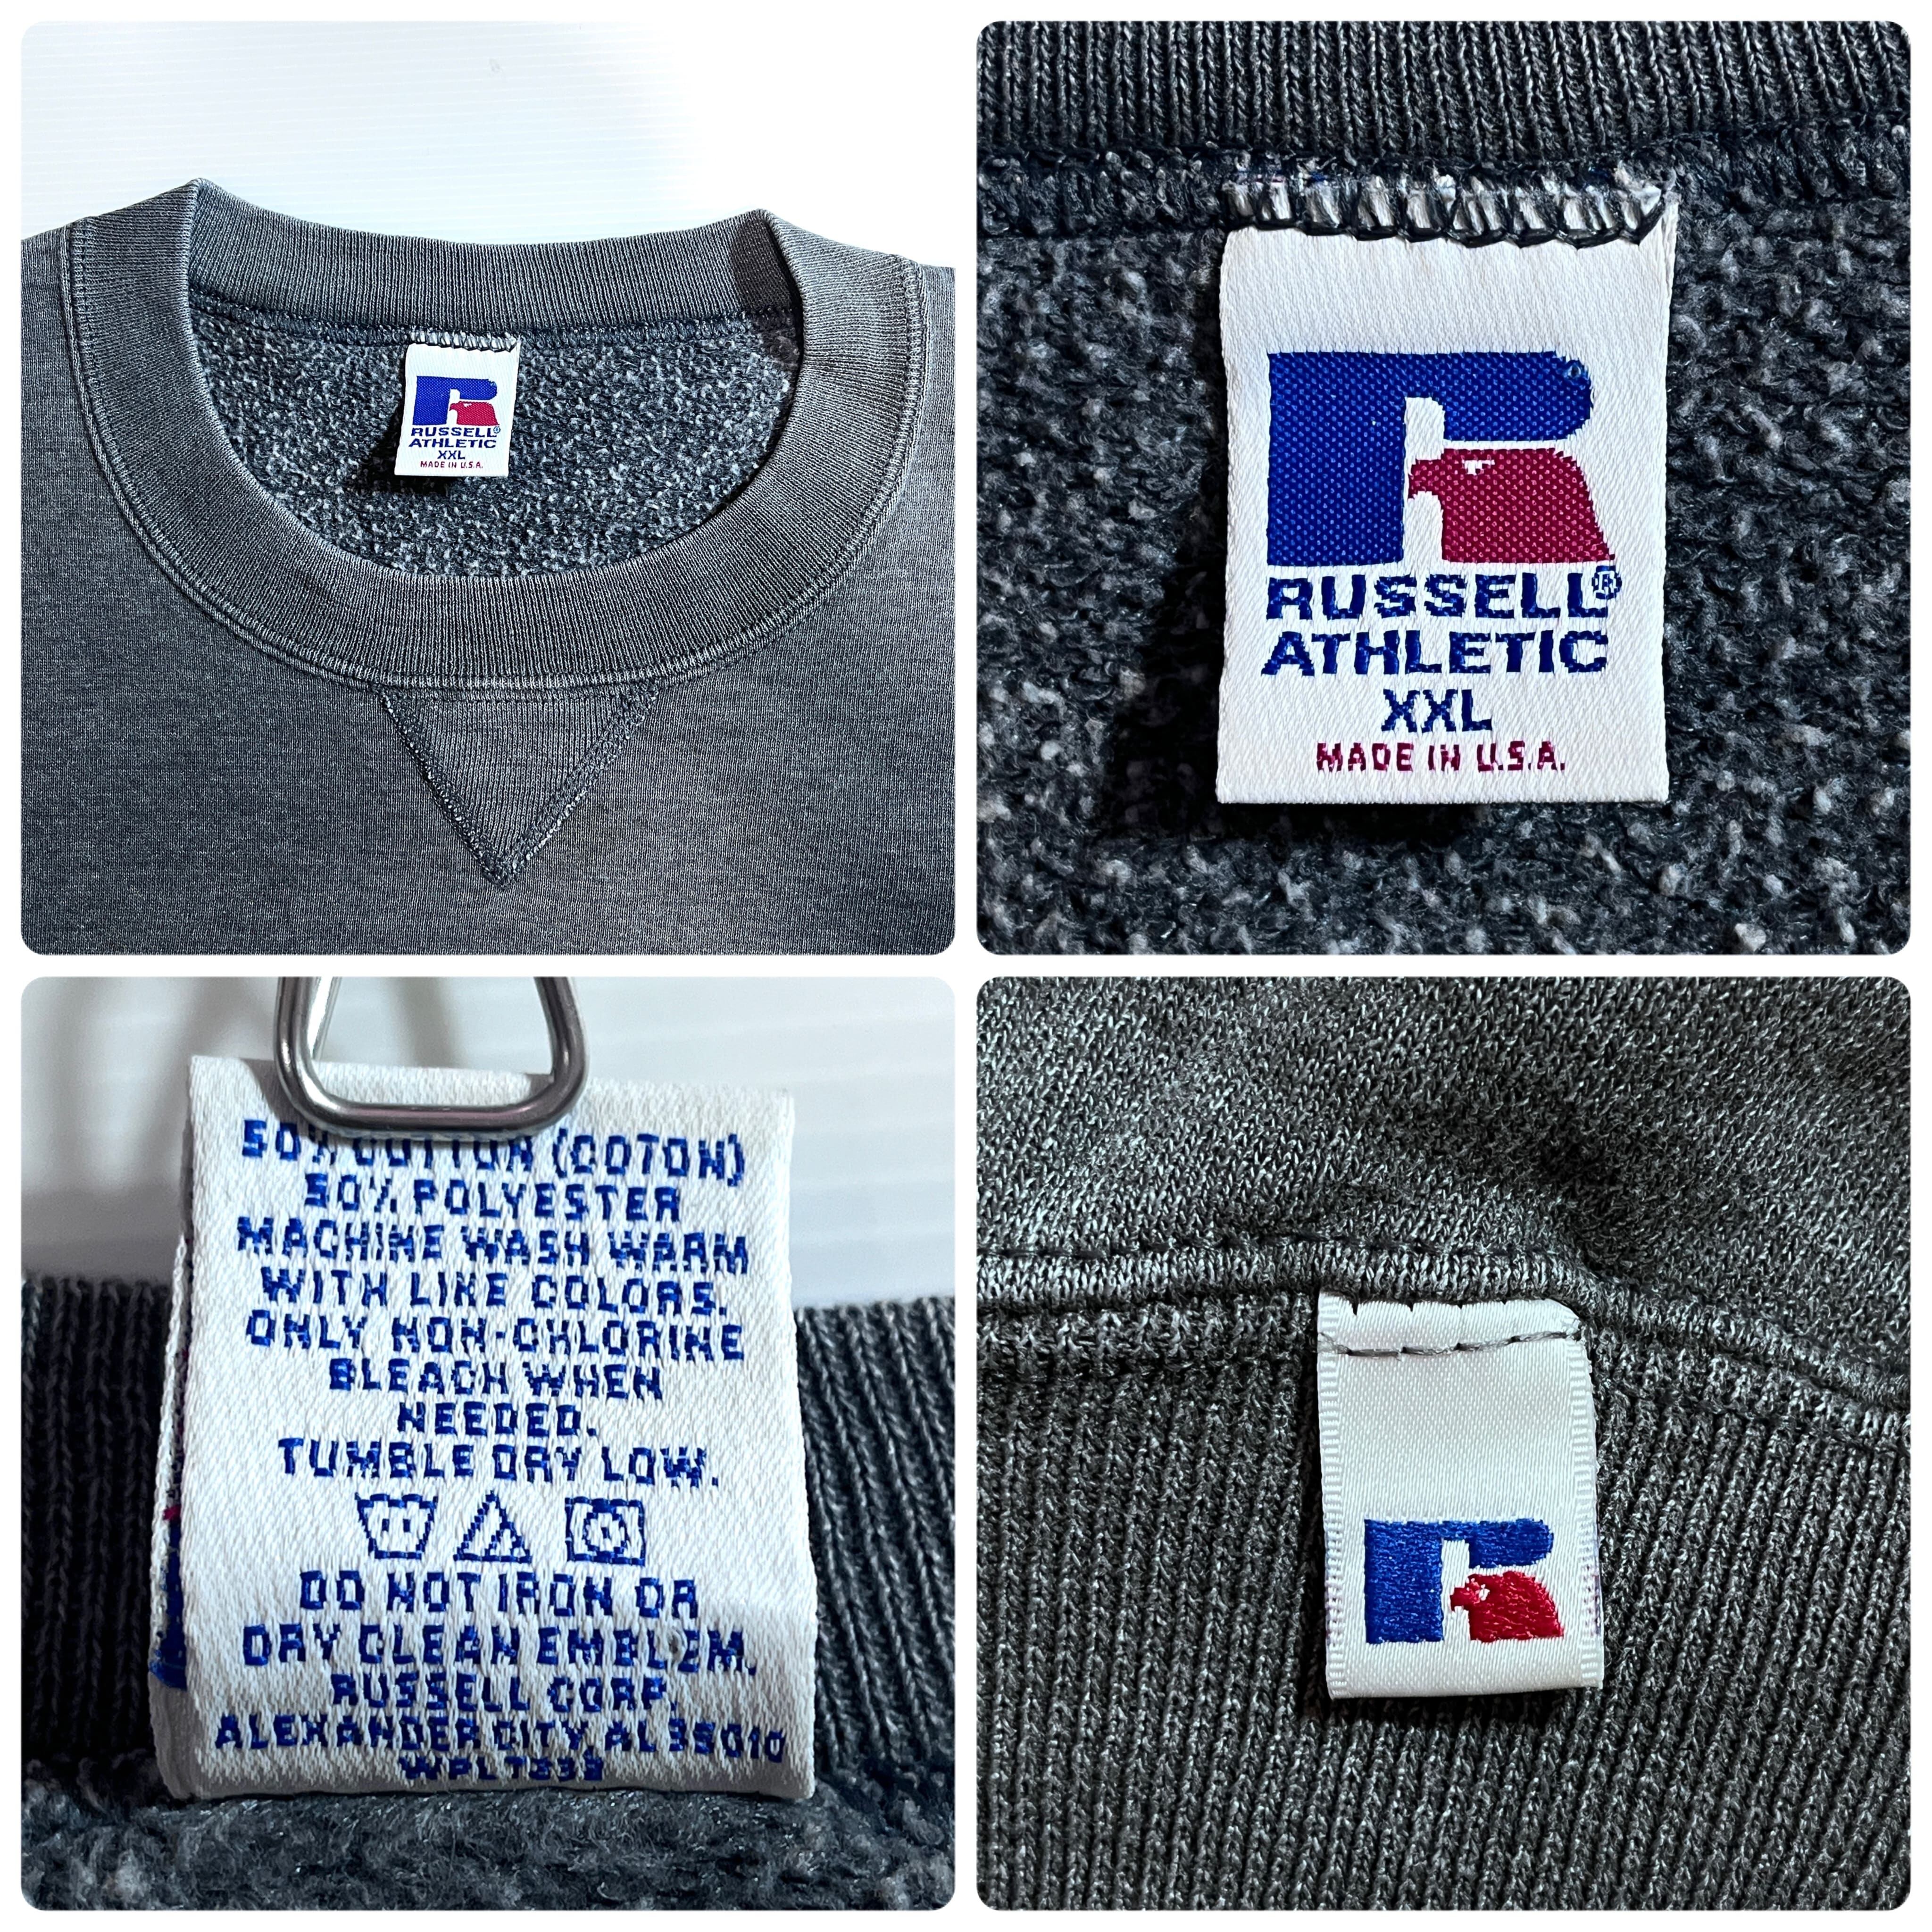 RUSSELL®
ATHLETIC
XXL
MADE IN U.S.A.
RUSSELL®
ATHLETIC
XXL
MADE IN U.S.A.
50% COTTON (COTON)
50% POLYESTER
MACHINE WASH WARM
WITH LIKE COLORS.
ONLY NON-CHLORINE
BLEACH WHEN
NEEDED.
TUMBLE DRY LOW.
DO NOT IRON OR
DRY CLEAN EMBLEM.
RUSSELL CORP.
ALEXANDER CITY AL 35010